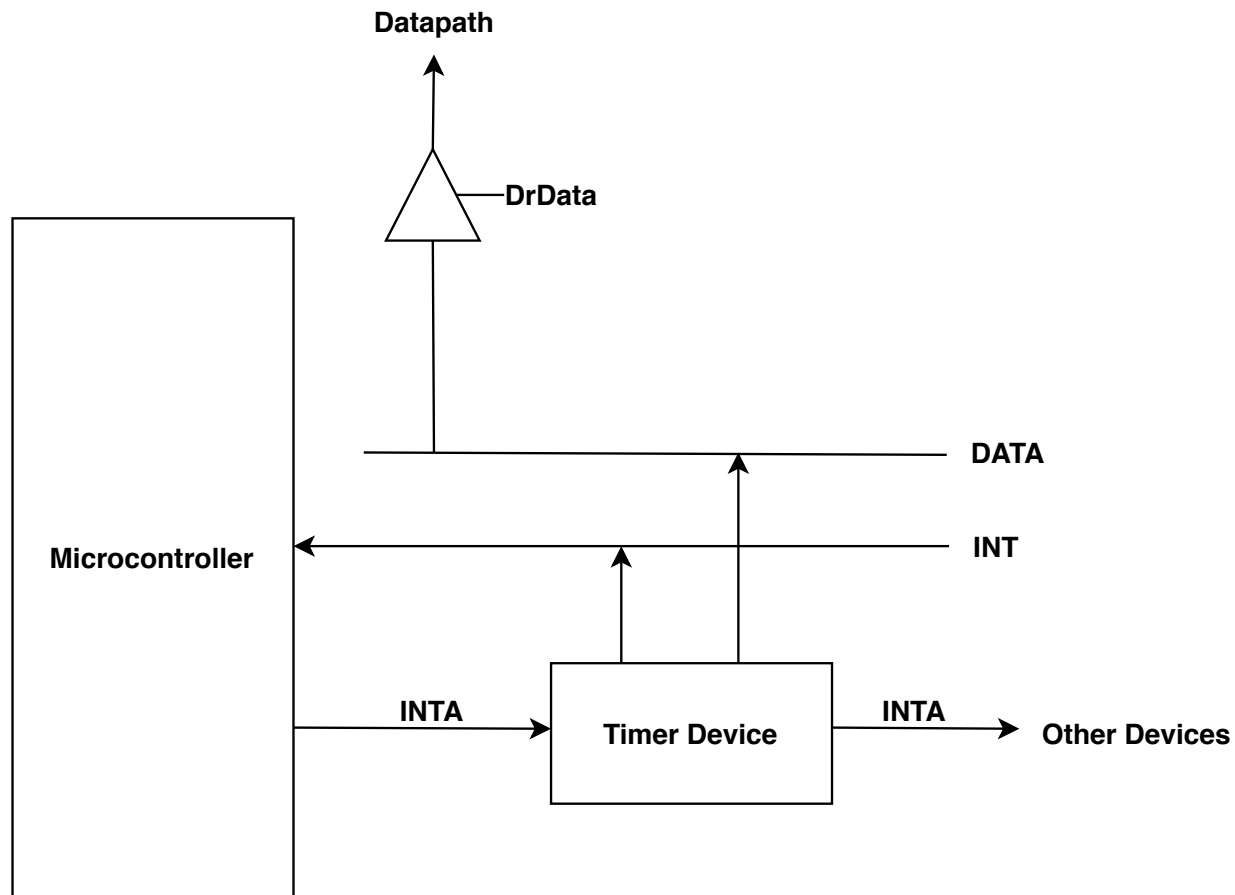 Datapath
DrData
DATA
Microcontroller
INT
INTA
Timer Device
INTA
Other Devices